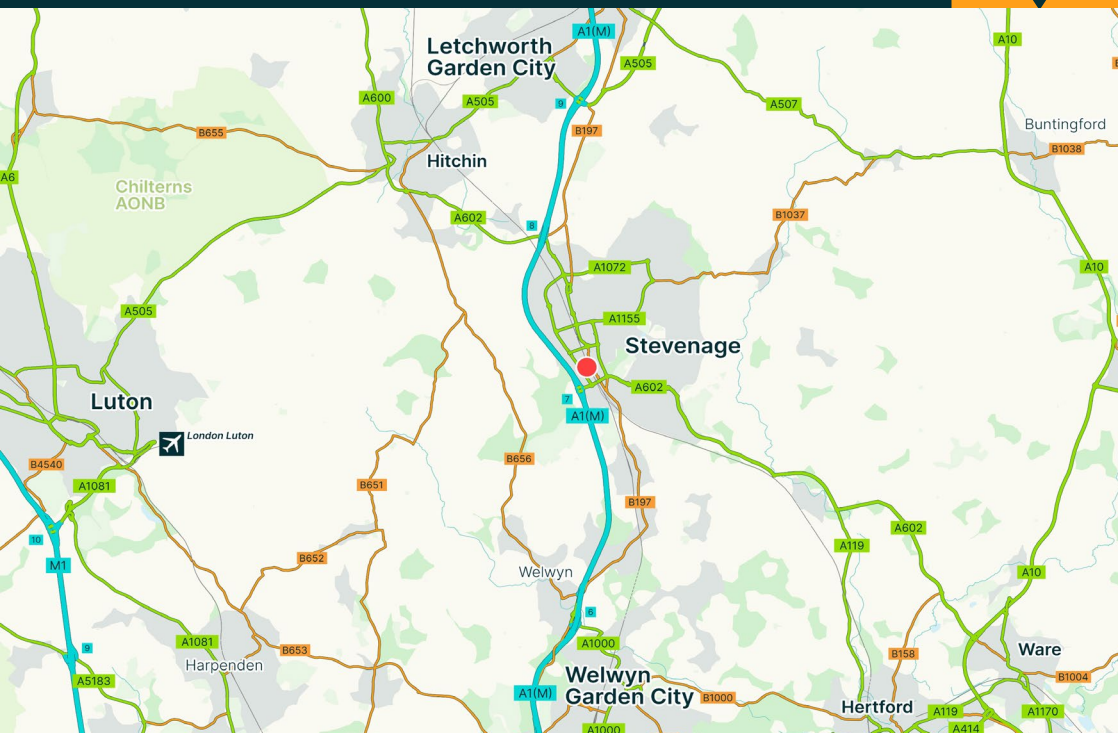 A1(M)
A10
Letchworth
Garden City
A505
A600
A505
A507
9
Buntingford
B655
B197
B1038
Hitchin
A6
Chilterns
AONB
A602
B1037
8
A1072
A10
A505
A1155
Stevenage
A602
7
Luton
A1(M)
London Luton
B656
B4540
A1081
B651
B197
A602
10
A119
B652
M1
Welwyn
A10
6
A1081
A1000
9
B653
Ware
B158
Harpenden
Welwyn
Garden City
B1004
A5183
A1(M)
B1000
Hertford
A119
A1170
A1000
A414